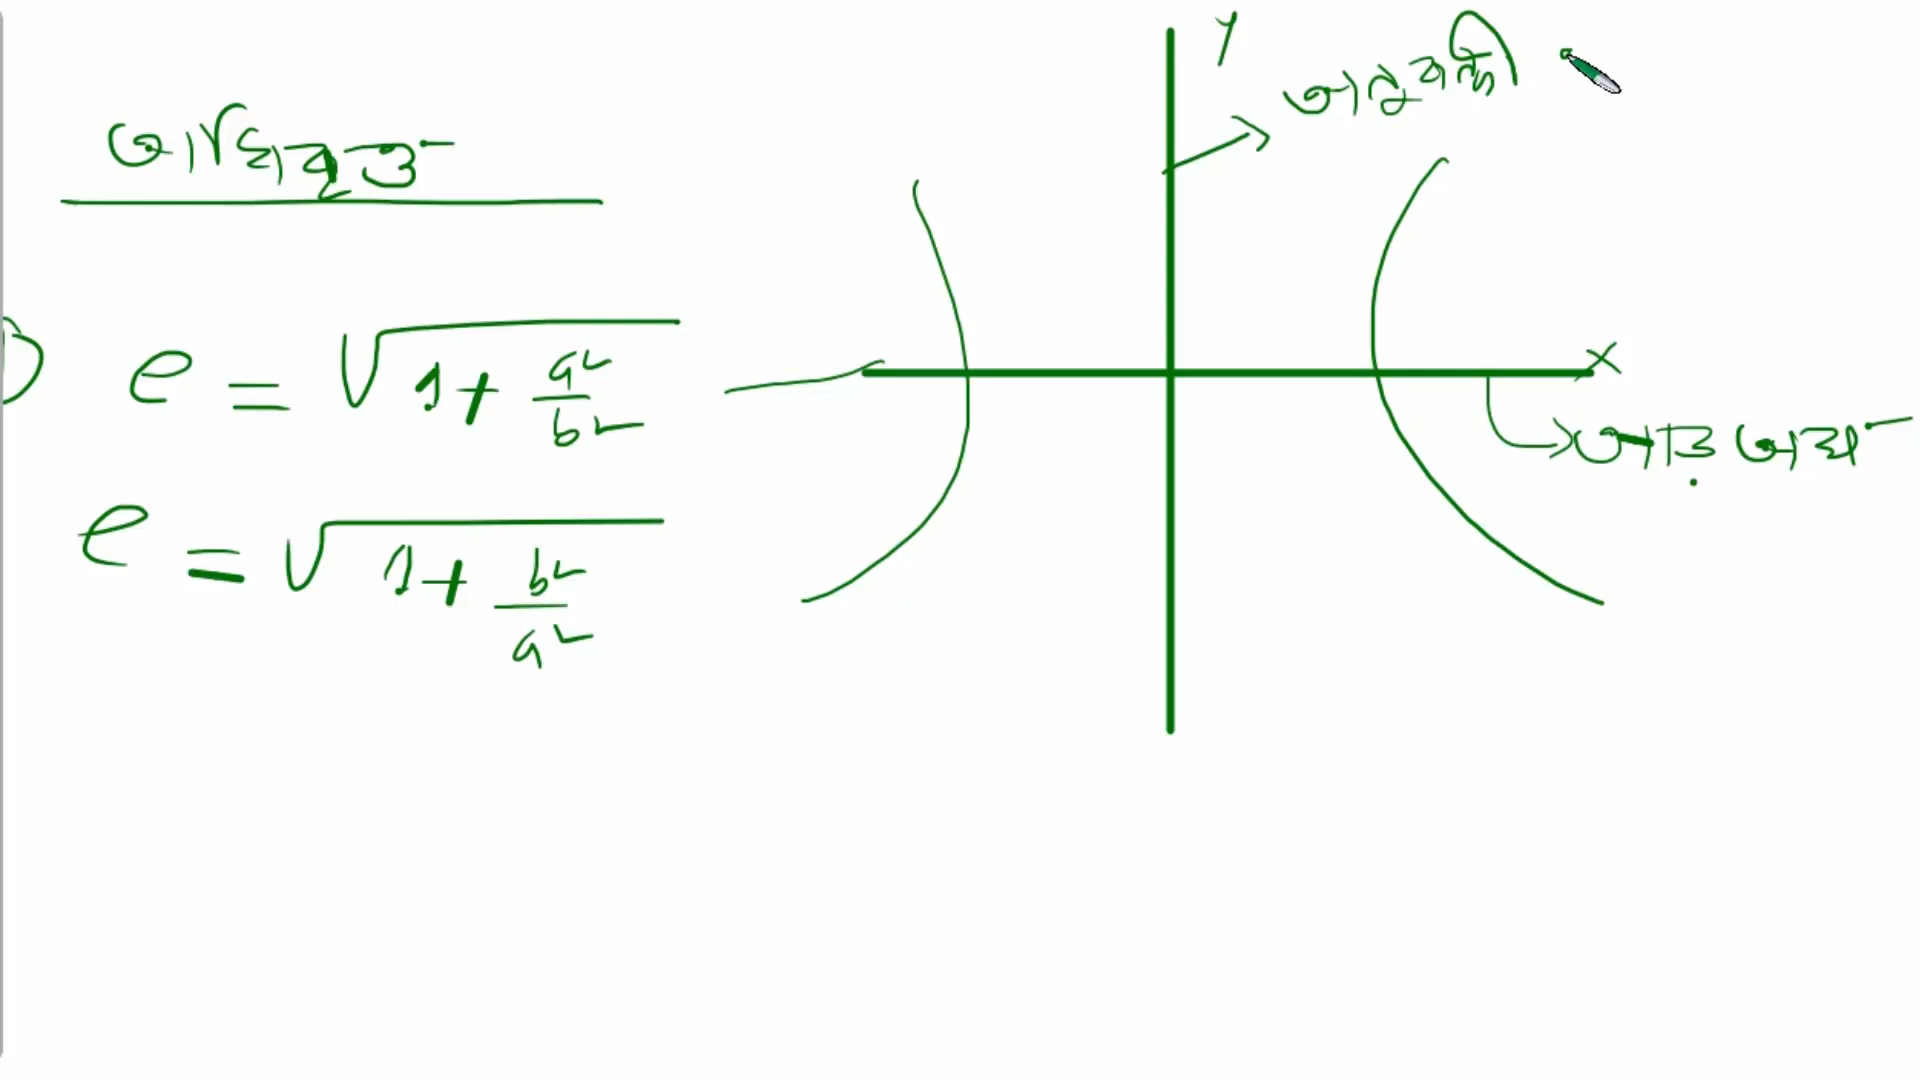 অধিবৃত্ত
e = √1 + a²/b²
e = √1 + b²/a²
Y
অনুবন্ধী
X
আড় অক্ষ